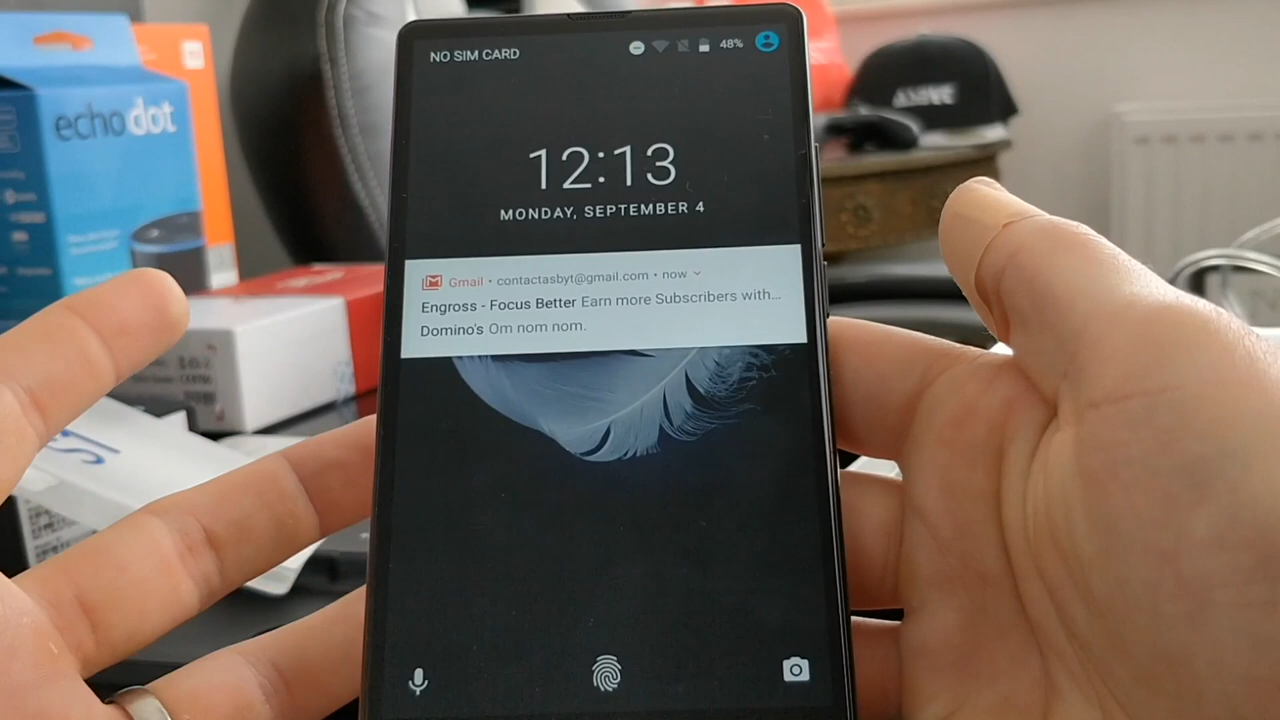 NO SIM CARD
48%
echo dot
12:13
MONDAY, SEPTEMBER 4
Gmail • contactasbyt@gmail.com • now
Engross - Focus Better Earn more Subscribers with...
Domino's Om nom nom.